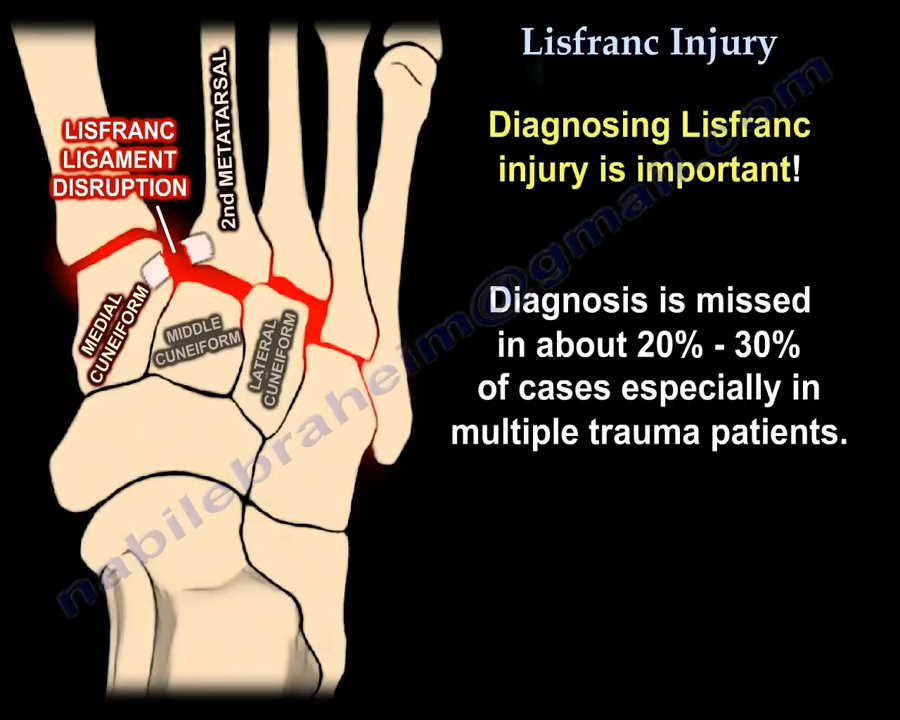 Lisfranc Injury
Diagnosing Lisfranc
injury is important!
Diagnosis is missed
in about 20% - 30%
of cases especially in
multiple trauma patients.
LISFRANC
LIGAMENT
DISRUPTION
2nd METATARSAL
MEDIAL
CUNEIFORM
MIDDLE
CUNEIFORM
LATERAL
CUNEIFORM
nabilebraheim@gmail.com